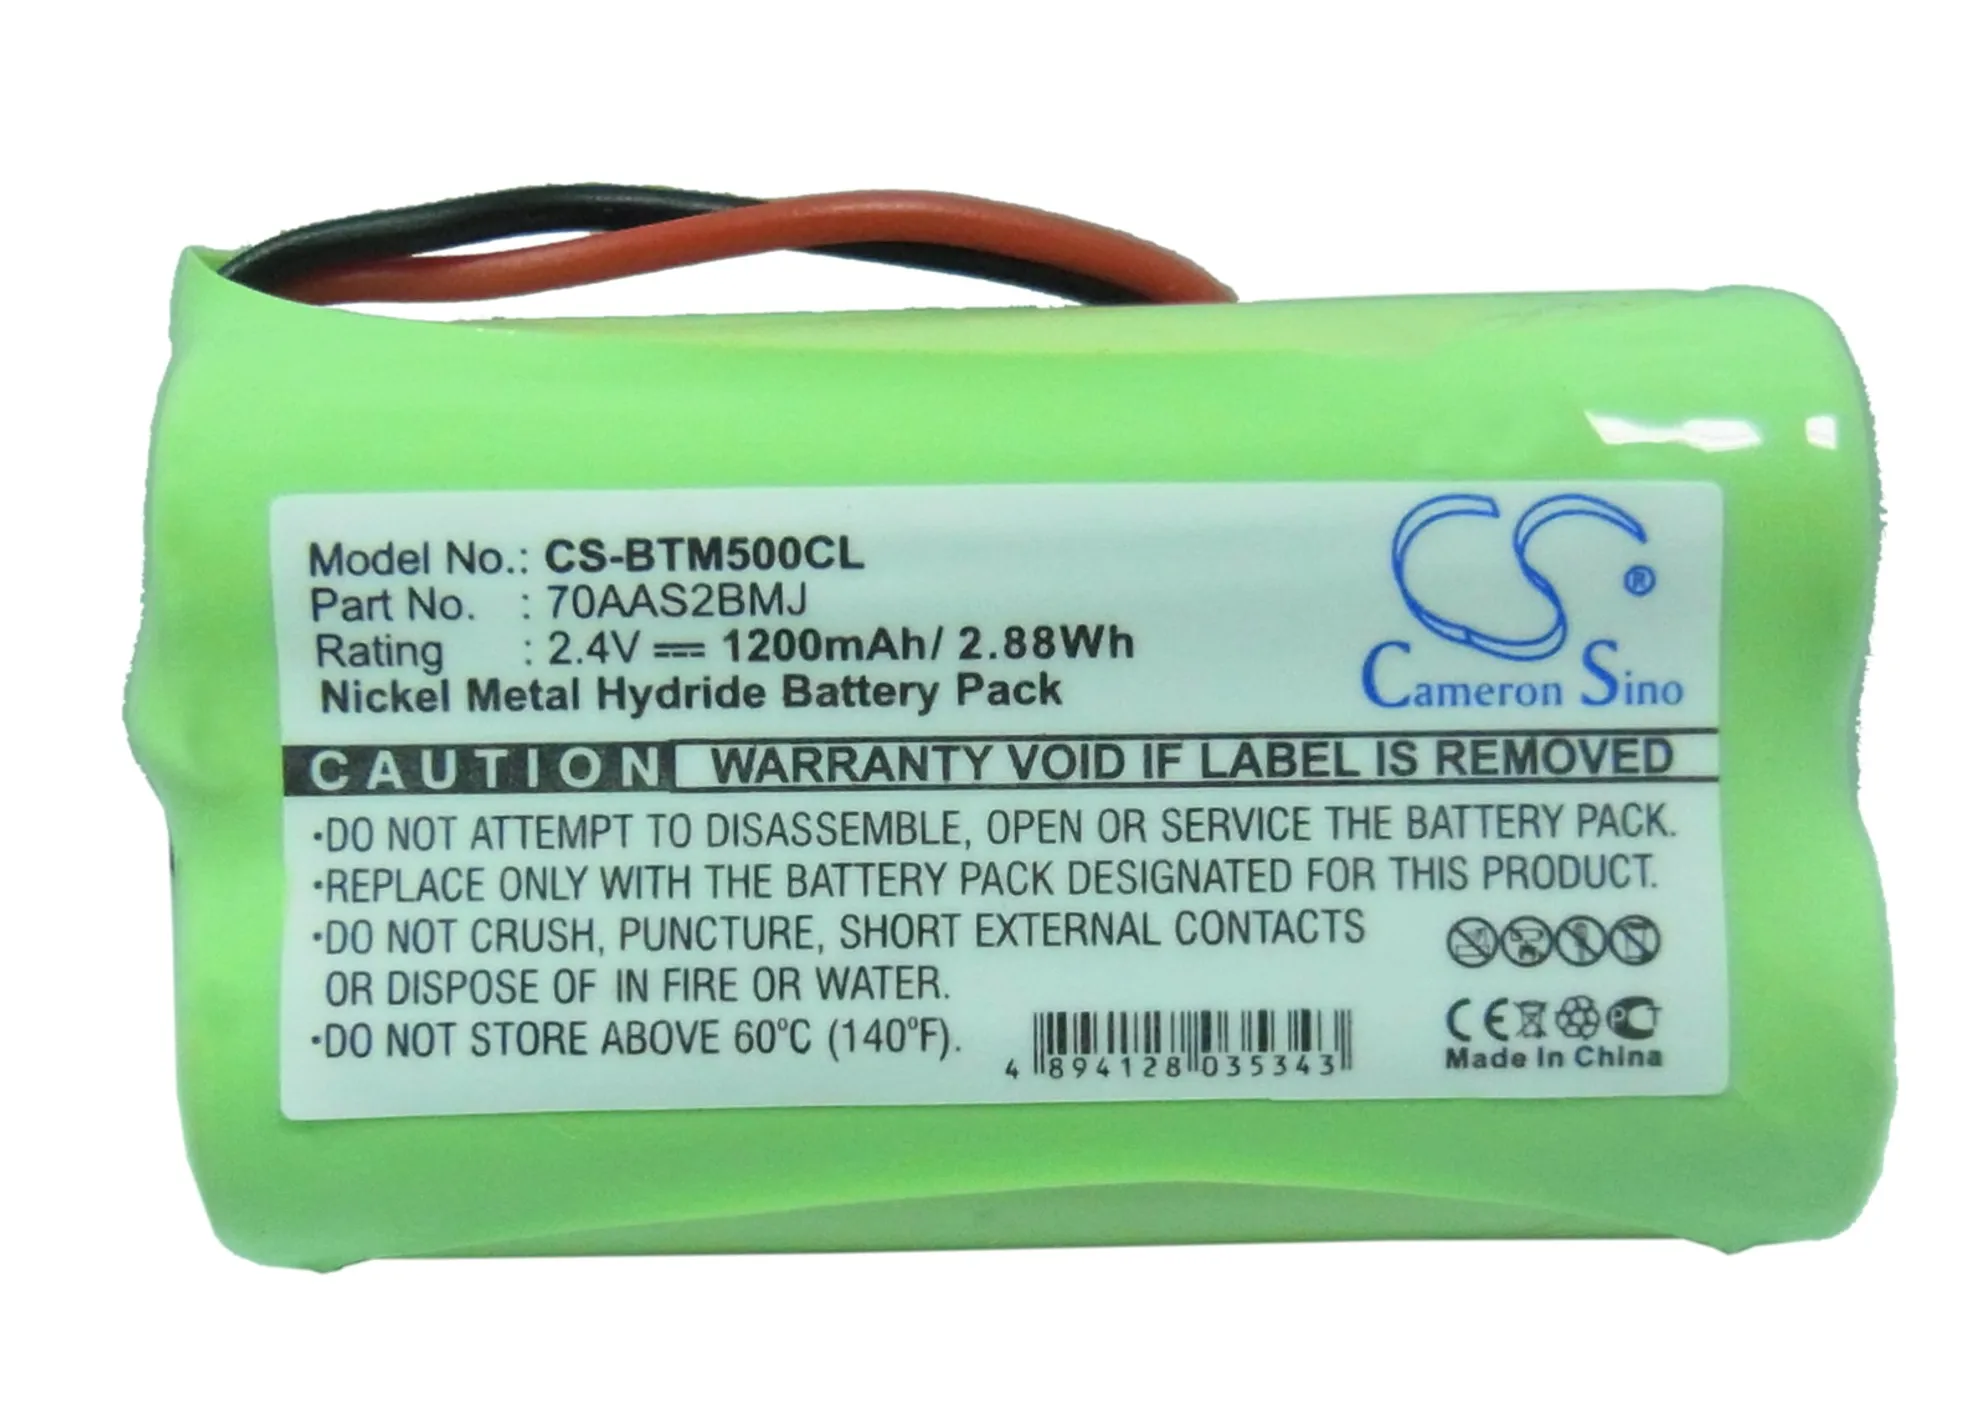 Model No.: CS-BTM500CL
Part No. : 70AAS2BMJ
Rating : 2.4V 1200mAh/ 2.88Wh
Nickel Metal Hydride Battery Pack
CS®
Cameron Sino
CAUTION WARRANTY VOID IF LABEL IS REMOVED
•DO NOT ATTEMPT TO DISASSEMBLE, OPEN OR SERVICE THE BATTERY PACK.
•REPLACE ONLY WITH THE BATTERY PACK DESIGNATED FOR THIS PRODUCT.
•DO NOT CRUSH, PUNCTURE, SHORT EXTERNAL CONTACTS
OR DISPOSE OF IN FIRE OR WATER.
•DO NOT STORE ABOVE 60°C (140°F).
4 894128 035343
CE
Made In China